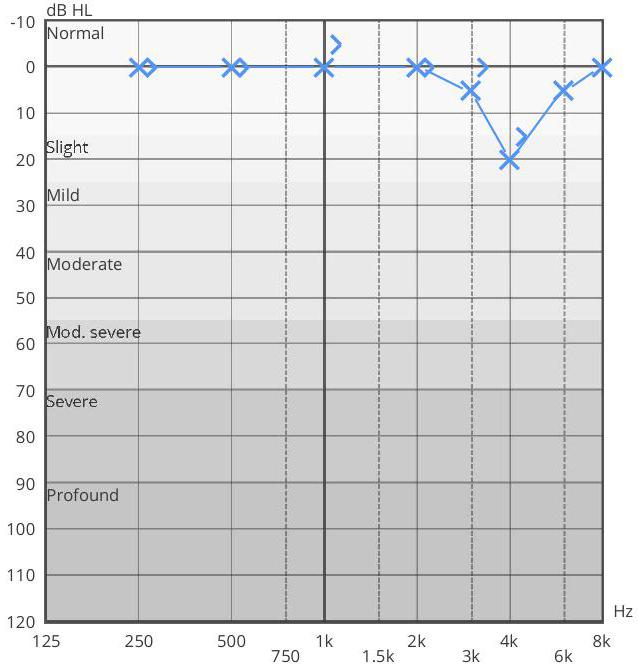 dB HL
-10
Normal
0
10
Slight
20
Mild
30
40
Moderate
50
Mod. severe
60
70
Severe
80
90
Profound
100
110
120
Hz
125 250 500 1k 2k 4k 8k
750 1.5k 3k 6k